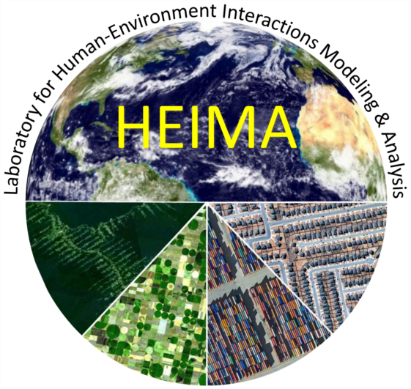 Laboratory for Human-Environment Interactions Modeling & Analysis
HEIMA